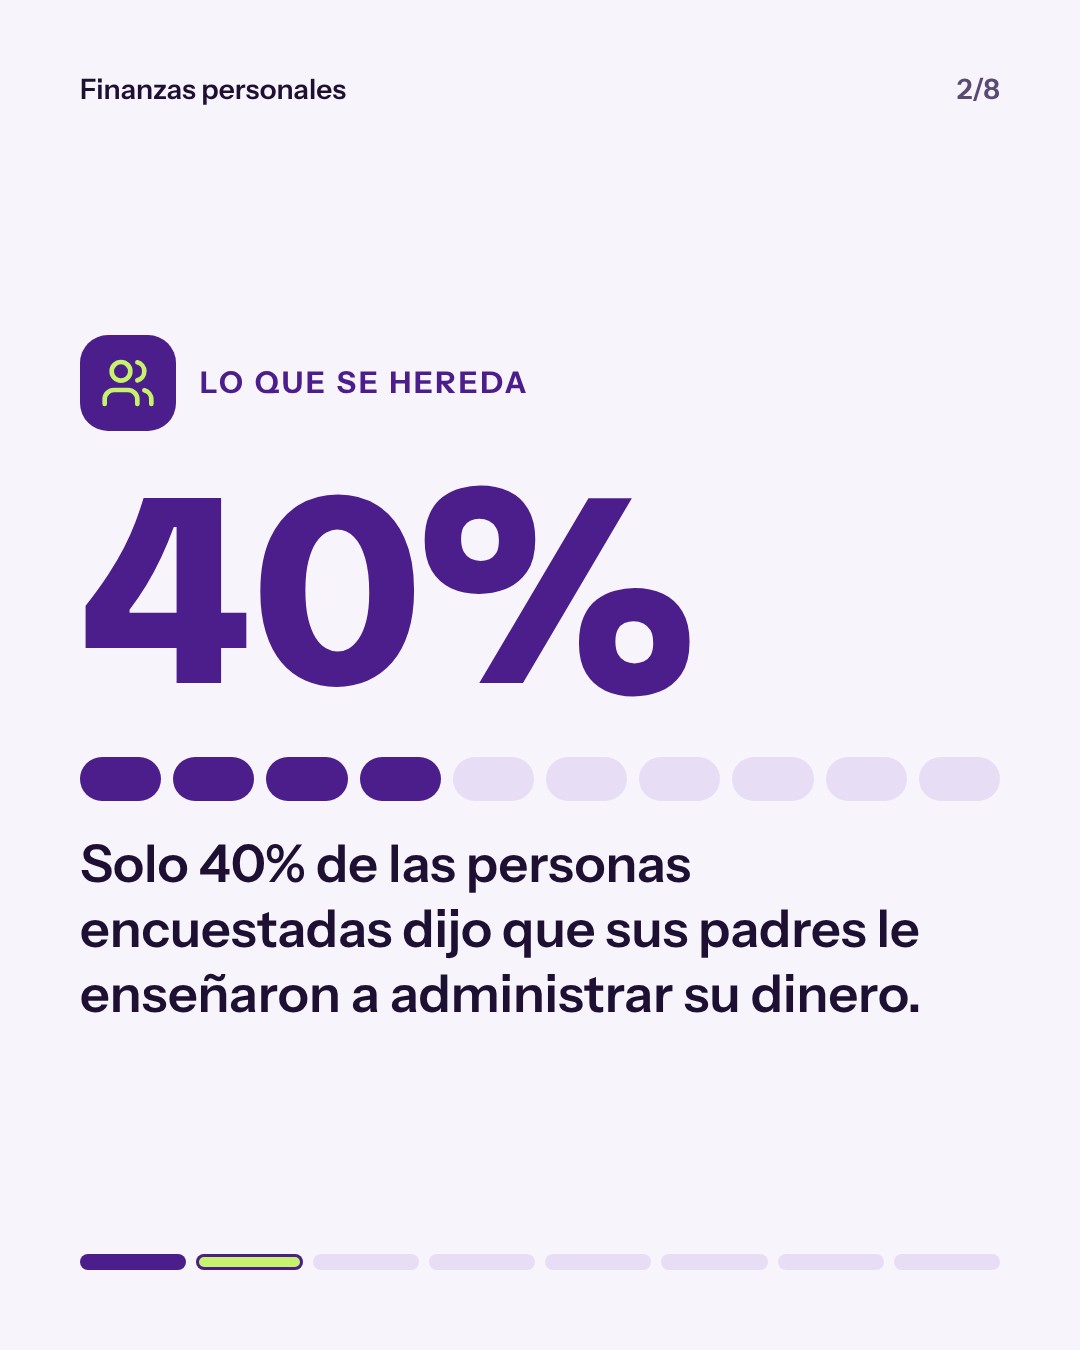 Finanzas personales
2/8
LO QUE SE HEREDA
40%
Solo 40% de las personas
encuestadas dijo que sus padres le
enseñaron a administrar su dinero.